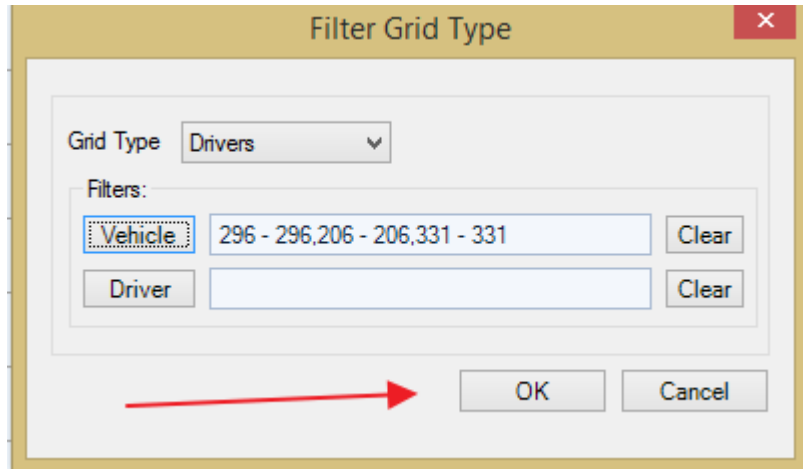 Filter Grid Type
Grid Type Drivers
Filters:
Vehicle 296 - 296,206 - 206,331 - 331 Clear
Driver Clear
OK Cancel